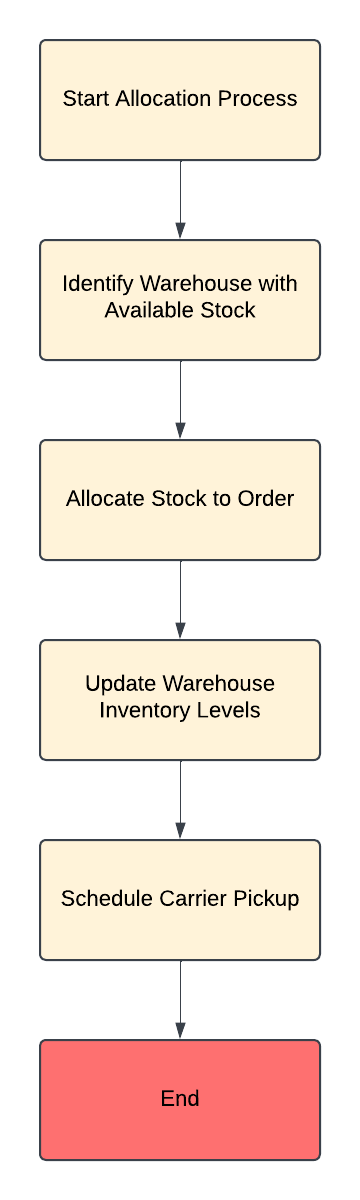 Start Allocation Process
Identify Warehouse with
Available Stock
Allocate Stock to Order
Update Warehouse
Inventory Levels
Schedule Carrier Pickup
End